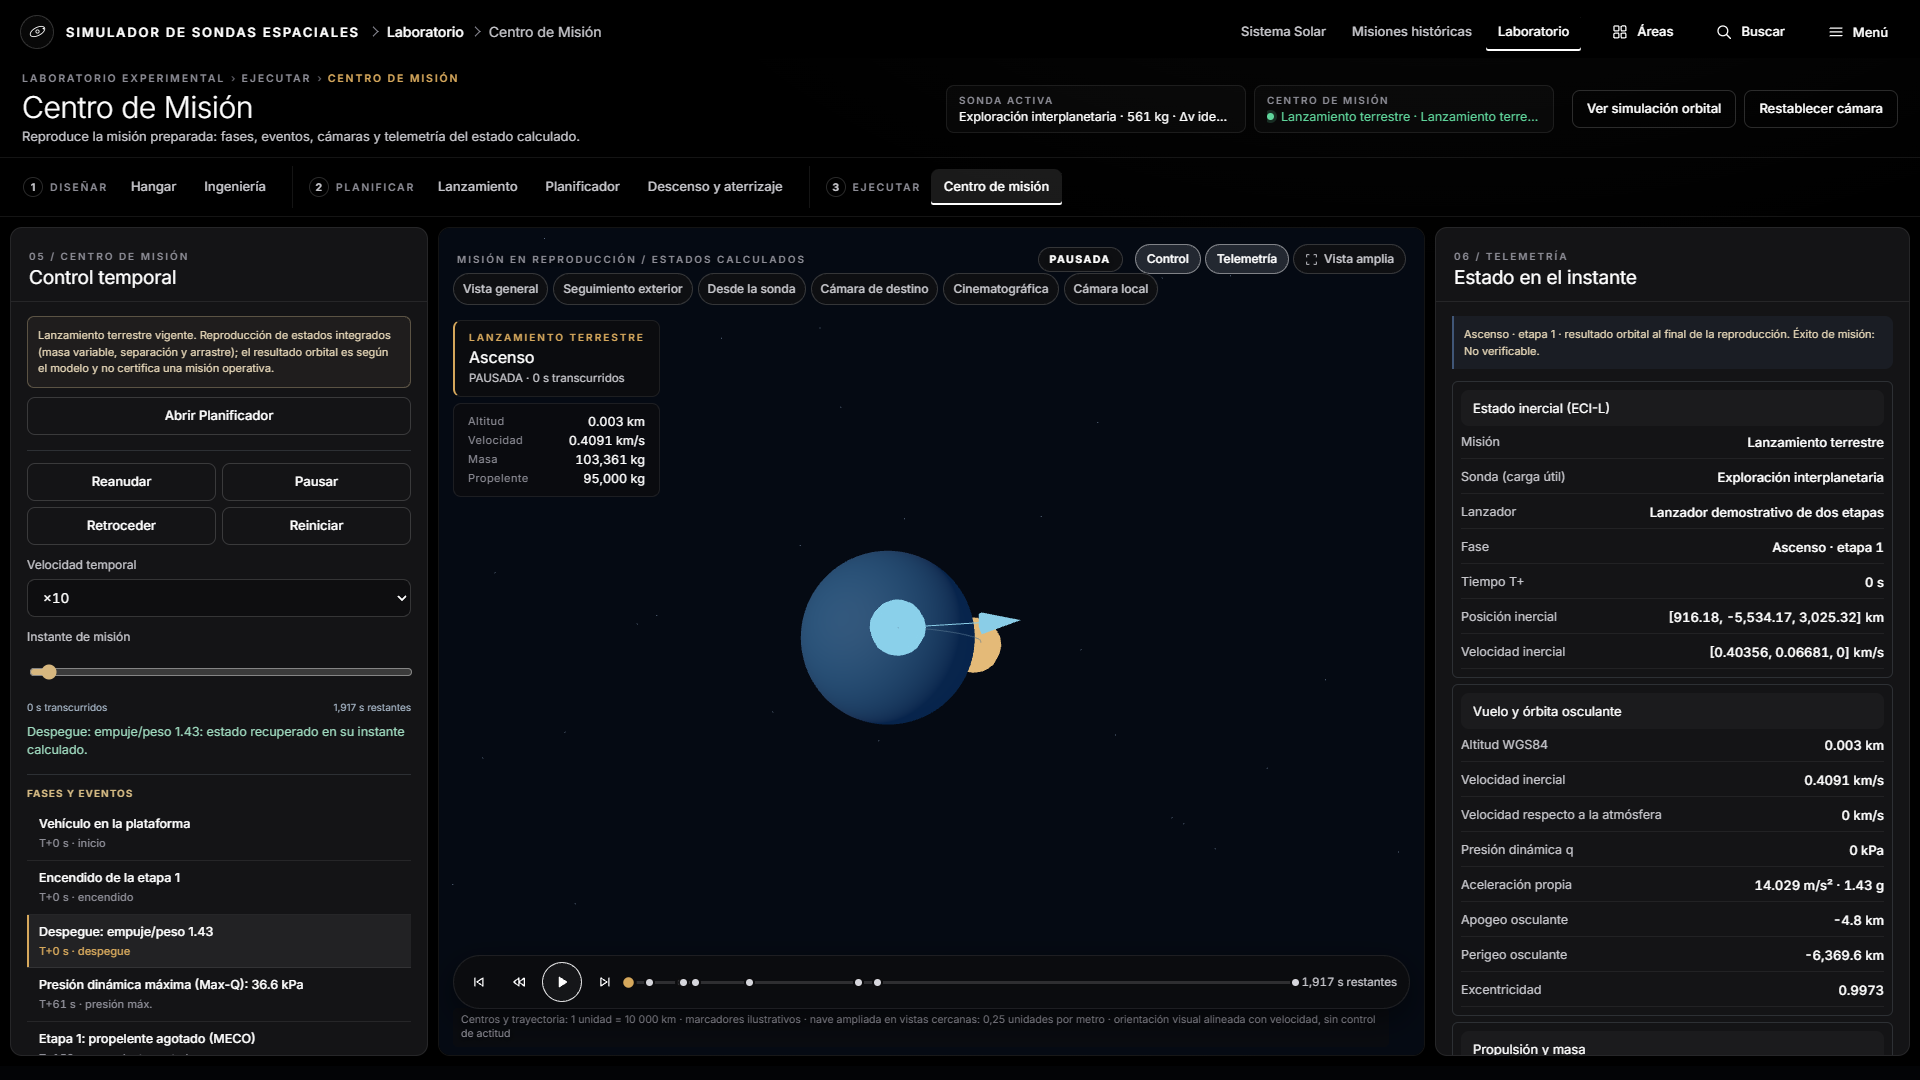 SIMULADOR DE SONDAS ESPACIALES > Laboratorio > Centro de Misión
Sistema Solar
Misiones históricas
Laboratorio
Áreas
Buscar
Menú
LABORATORIO EXPERIMENTAL › EJECUTAR › CENTRO DE MISIÓN
Centro de Misión
Reproduce la misión preparada: fases, eventos, cámaras y telemetría del estado calculado.
SONDA ACTIVA
Exploración interplanetaria · 561 kg · Δv ide...
CENTRO DE MISIÓN
Lanzamiento terrestre · Lanzamiento terre...
Ver simulación orbital
Restablecer cámara
1 DISEÑAR
Hangar
Ingeniería
2 PLANIFICAR
Lanzamiento
Planificador
Descenso y aterrizaje
3 EJECUTAR
Centro de misión
05 / CENTRO DE MISIÓN
Control temporal
Lanzamiento terrestre vigente. Reproducción de estados integrados
(masa variable, separación y arrastre); el resultado orbital es según
el modelo y no certifica una misión operativa.
Abrir Planificador
Reanudar
Pausar
Retroceder
Reiniciar
Velocidad temporal
×10
Instante de misión
0 s transcurridos
1,917 s restantes
Despegue: empuje/peso 1.43: estado recuperado en su instante
calculado.
FASES Y EVENTOS
Vehículo en la plataforma
T+0 s · inicio
Encendido de la etapa 1
T+0 s · encendido
Despegue: empuje/peso 1.43
T+0 s · despegue
Presión dinámica máxima (Max-Q): 36.6 kPa
T+61 s · presión máx.
Etapa 1: propelente agotado (MECO)
MISIÓN EN REPRODUCCIÓN / ESTADOS CALCULADOS
PAUSADA
Control
Telemetría
Vista amplia
Vista general
Seguimiento exterior
Desde la sonda
Cámara de destino
Cinematográfica
Cámara local
LANZAMIENTO TERRESTRE
Ascenso
PAUSADA · 0 s transcurridos
Altitud 0.003 km
Velocidad 0.4091 km/s
Masa 103,361 kg
Propelente 95,000 kg
1,917 s restantes
Centros y trayectoria: 1 unidad = 10 000 km · marcadores ilustrativos · nave ampliada en vistas cercanas: 0,25 unidades por metro · orientación visual alineada con velocidad, sin control
de actitud
06 / TELEMETRÍA
Estado en el instante
Ascenso · etapa 1 · resultado orbital al final de la reproducción. Éxito de misión:
No verificable.
Estado inercial (ECI-L)
Misión Lanzamiento terrestre
Sonda (carga útil) Exploración interplanetaria
Lanzador Lanzador demostrativo de dos etapas
Fase Ascenso · etapa 1
Tiempo T+ 0 s
Posición inercial [916.18, -5,534.17, 3,025.32] km
Velocidad inercial [0.40356, 0.06681, 0] km/s
Vuelo y órbita osculante
Altitud WGS84 0.003 km
Velocidad inercial 0.4091 km/s
Velocidad respecto a la atmósfera 0 km/s
Presión dinámica q 0 kPa
Aceleración propia 14.029 m/s² · 1.43 g
Apogeo osculante -4.8 km
Perigeo osculante -6,369.6 km
Excentricidad 0.9973
Propulsión y masa